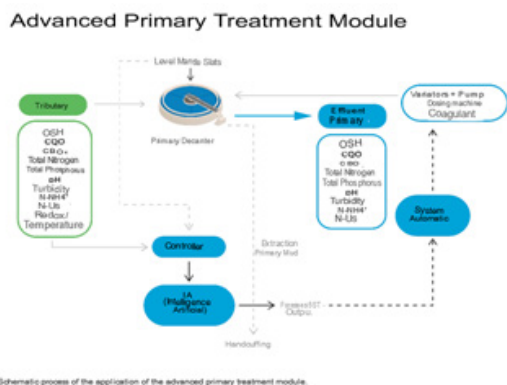 Advanced Primary Treatment Module
Level Manta Slats
Tributary
OSH
CQO
CBO+
Total Nitrogen
Total Phosphorus
pH
Turbidity
N-NH4+
N-Us
Redox/
Temperature
Primary Decanter
Effluent
Primary
OSH
CQO
CBO
Total Nitrogen
Total Phosphorus
pH
Turbidity
N-NH4+
N-Us
Variators + Pump
Dosing machine
Coagulant
System
Automatic
Controller
Extraction
Primary Mud
IA
(Intelligence
Artificial)
Output
Handcuffing
Schematic process of the application of the advanced primary treatment module.